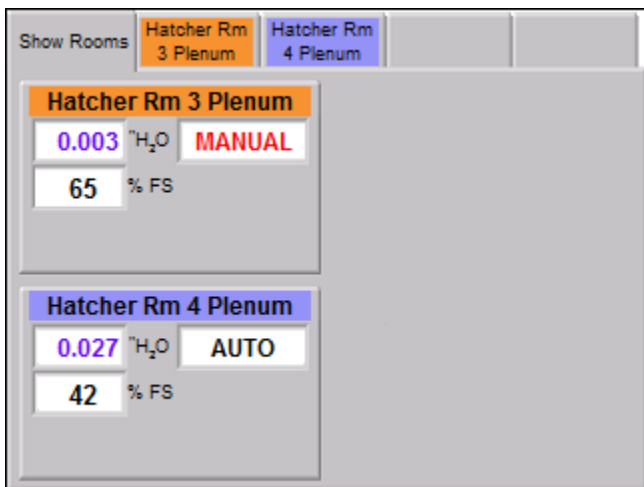 Show Rooms
Hatcher Rm
3 Plenum
Hatcher Rm
4 Plenum
Hatcher Rm 3 Plenum
0.003 "H₂O MANUAL
65 % FS
Hatcher Rm 4 Plenum
0.027 "H₂O AUTO
42 % FS